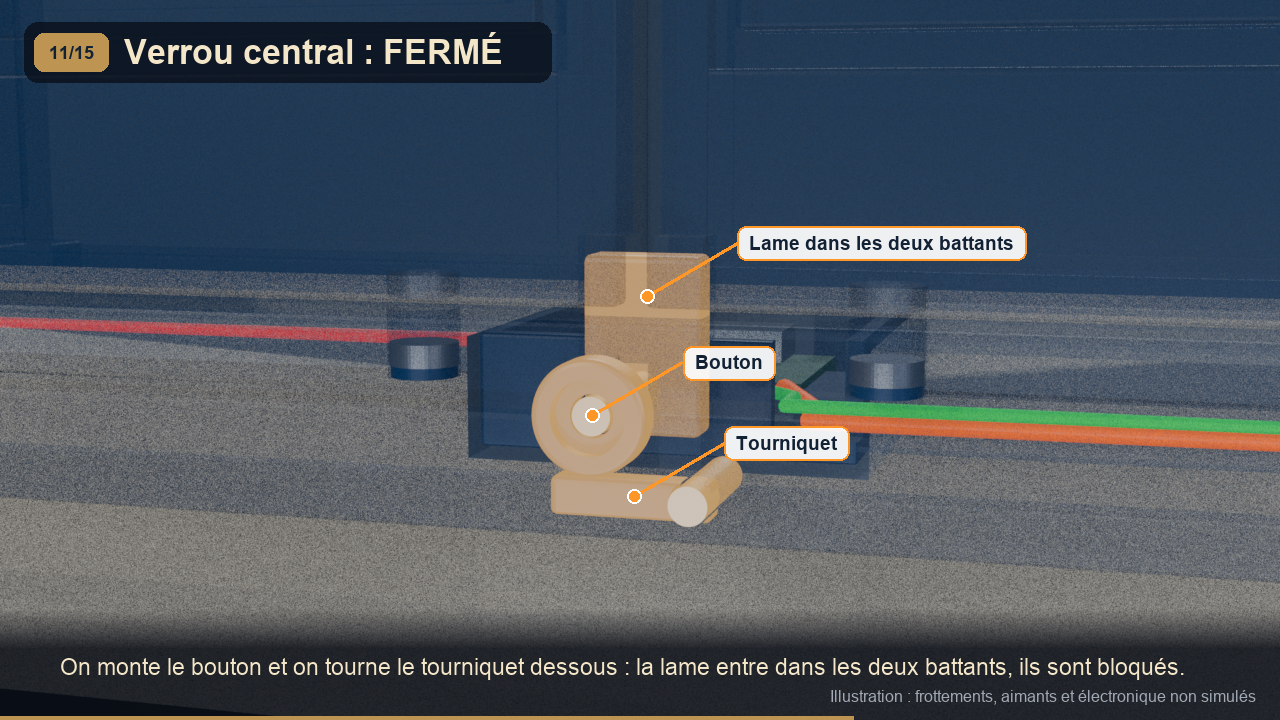 11/15
Verrou central : FERMÉ
Lame dans les deux battants
Bouton
Tourniquet
On monte le bouton et on tourne le tourniquet dessous : la lame entre dans les deux battants, ils sont bloqués.
Illustration : frottements, aimants et électronique non simulés